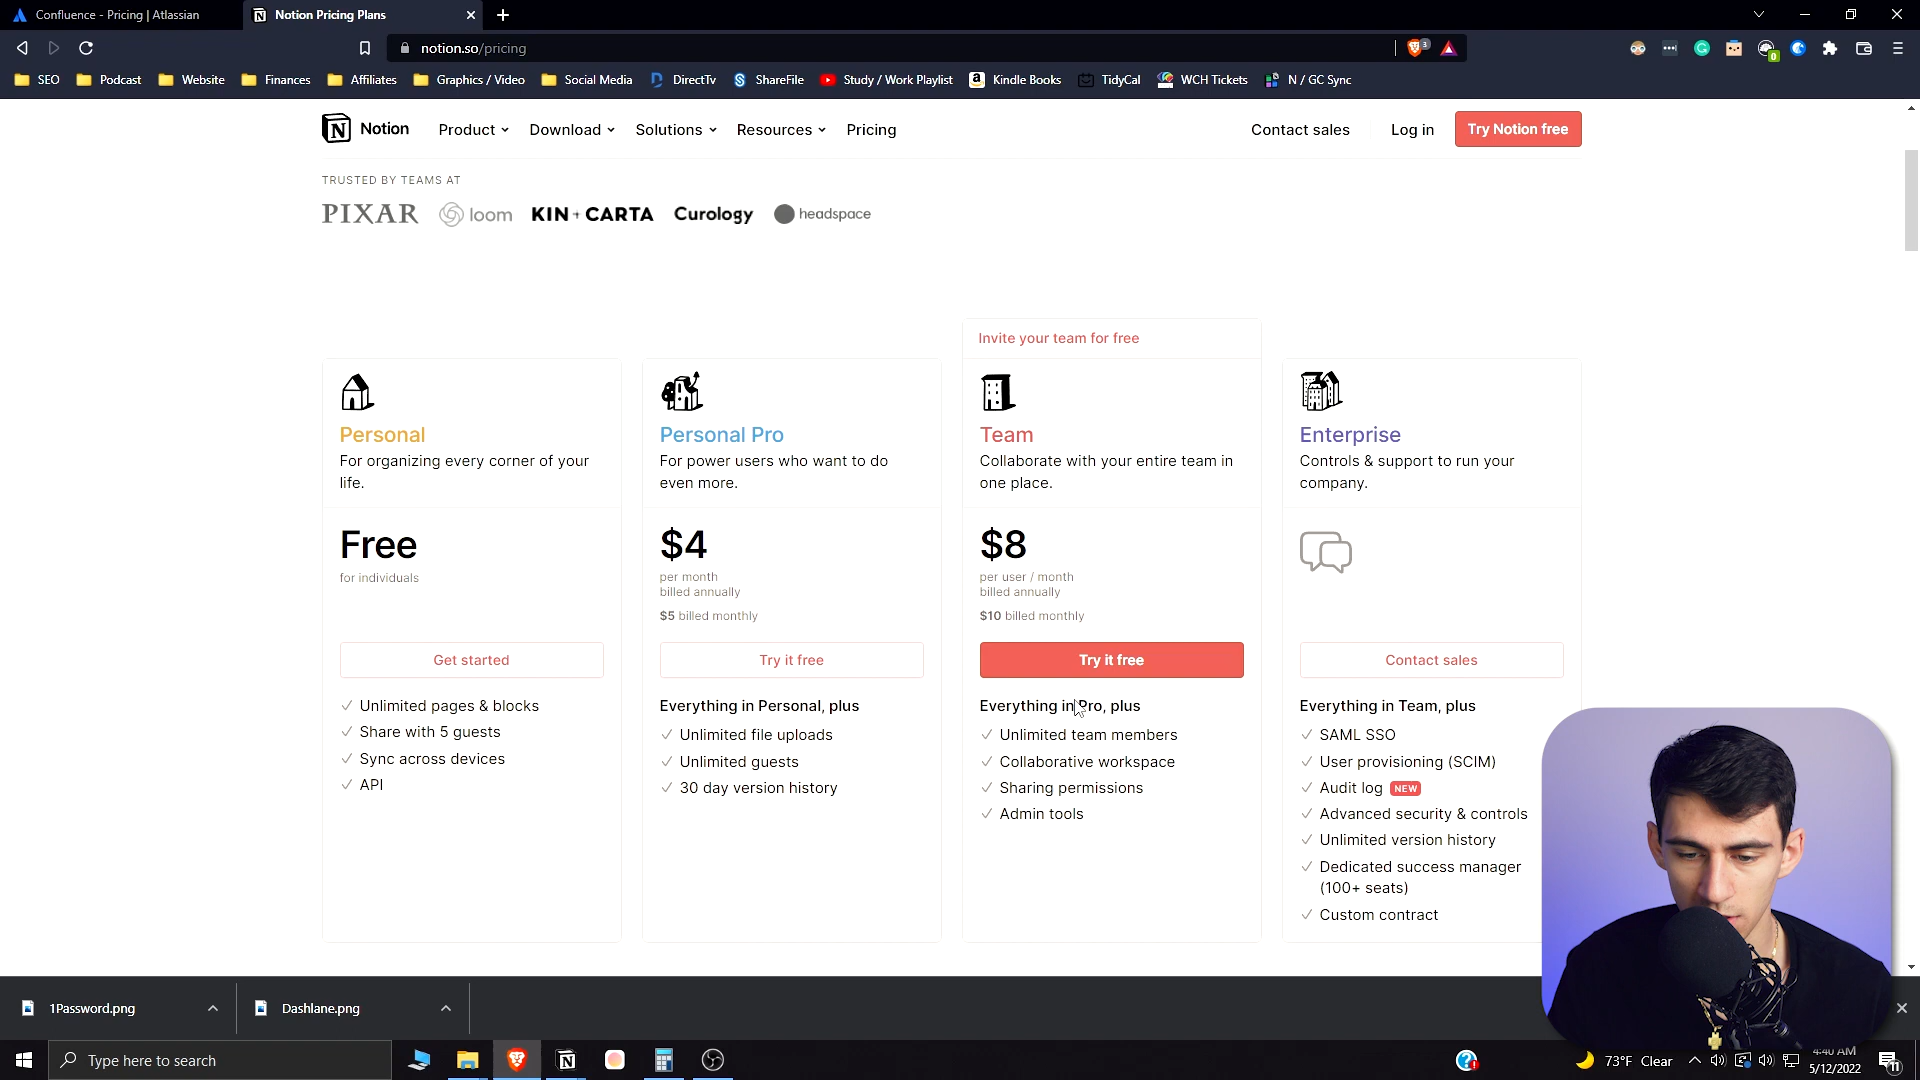 Confluence - Pricing | Atlassian
Notion Pricing Plans
notion.so/pricing
3
0
SEO
Podcast
Website
Finances
Affiliates
Graphics / Video
Social Media
DirectTv
ShareFile
Study / Work Playlist
Kindle Books
TidyCal
WCH Tickets
N / GC Sync
Notion
Product
Download
Solutions
Resources
Pricing
Contact sales
Log in
Try Notion free
TRUSTED BY TEAMS AT
PIXAR
loom
KIN + CARTA
Curology
headspace
Personal
For organizing every corner of your
life.
Free
for individuals
Get started
Unlimited pages & blocks
Share with 5 guests
Sync across devices
API
Personal Pro
For power users who want to do
even more.
$4
per month
billed annually
$5 billed monthly
Try it free
Everything in Personal, plus
Unlimited file uploads
Unlimited guests
30 day version history
Invite your team for free
Team
Collaborate with your entire team in
one place.
$8
per user / month
billed annually
$10 billed monthly
Try it free
Everything in Pro, plus
Unlimited team members
Collaborative workspace
Sharing permissions
Admin tools
Enterprise
Controls & support to run your
company.
Contact sales
Everything in Team, plus
SAML SSO
User provisioning (SCIM)
Audit log NEW
Advanced security & controls
Unlimited version history
Dedicated success manager
(100+ seats)
Custom contract
1Password.png
Dashlane.png
Type here to search
73°F Clear
4:40 AM
5/12/2022
11